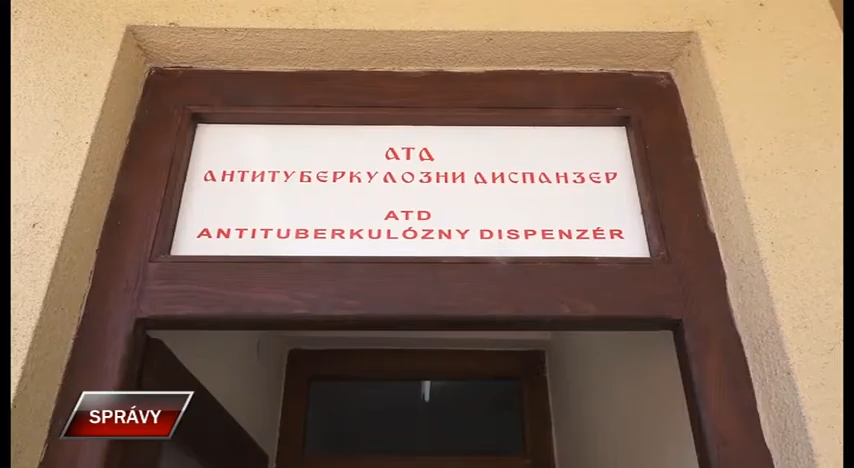 АТД
АНТИТУБЕРКУЛОЗНИ ДИСПАНЗЕР
ATD
ANTITUBERKULÓZNY DISPENZÉR
SPRÁVY